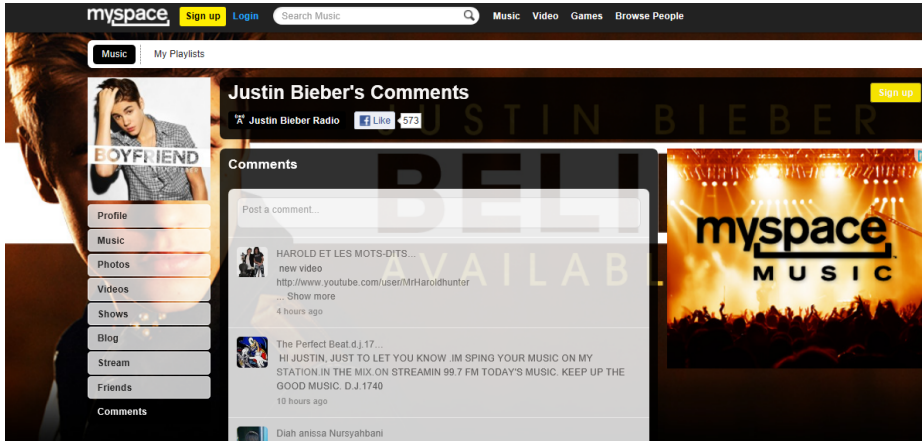 myspace
Sign up Login Search Music Music Video Games Browse People
Music My Playlists
Justin Bieber's Comments
Sign up
Justin Bieber Radio Like 573
JUSTIN BIEBER
BOYFRIEND
Profile
Music
Photos
Videos
Shows
Blog
Stream
Friends
Comments
Comments
BELI
AVAILABL
Post a comment...
HAROLD ET LES MOTS-DITS...
new video
http://www.youtube.com/user/MrHaroldhunter
... Show more
4 hours ago
The Perfect Beat.d.j.17...
HI JUSTIN, JUST TO LET YOU KNOW .IM SPING YOUR MUSIC ON MY
STATION.IN THE MIX.ON STREAMIN 99.7 FM TODAY'S MUSIC. KEEP UP THE
GOOD MUSIC. D.J.1740
10 hours ago
Diah anissa Nursyahbani
myspace
MUSIC